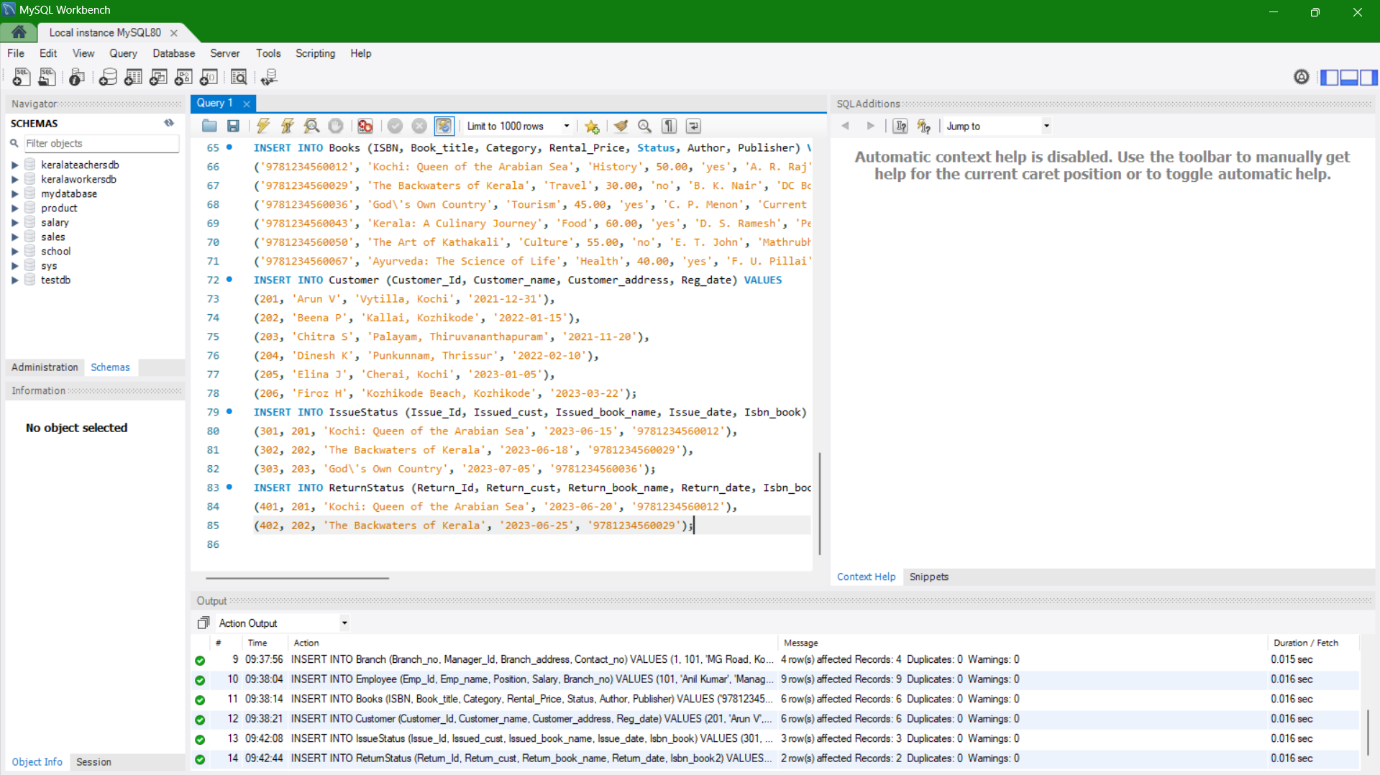 MySQL Workbench
Local instance MySQL80
File Edit View Query Database Server Tools Scripting Help
Navigator
SCHEMAS
Filter objects
keralateachersdb
keralaworkersdb
mydatabase
product
salary
sales
school
sys
testdb
Administration Schemas
Information
No object selected
Object Info Session
Query 1
Limit to 1000 rows
65 INSERT INTO Books (ISBN, Book_title, Category, Rental_Price, Status, Author, Publisher) V
66 ('9781234560012', 'Kochi: Queen of the Arabian Sea', 'History', 50.00, 'yes', 'A. R. Raj'
67 ('9781234560029', 'The Backwaters of Kerala', 'Travel', 30.00, 'no', 'B. K. Nair', 'DC Bo
68 ('9781234560036', 'God\'s Own Country', 'Tourism', 45.00, 'yes', 'C. P. Menon', 'Current
69 ('9781234560043', 'Kerala: A Culinary Journey', 'Food', 60.00, 'yes', 'D. S. Ramesh', 'Pe
70 ('9781234560050', 'The Art of Kathakali', 'Culture', 55.00, 'no', 'E. T. John', 'Mathrubh
71 ('9781234560067', 'Ayurveda: The Science of Life', 'Health', 40.00, 'yes', 'F. U. Pillai'
72 INSERT INTO Customer (Customer_Id, Customer_name, Customer_address, Reg_date) VALUES
73 (201, 'Arun V', 'Vytilla, Kochi', '2021-12-31'),
74 (202, 'Beena P', 'Kallai, Kozhikode', '2022-01-15'),
75 (203, 'Chitra S', 'Palayam, Thiruvananthapuram', '2021-11-20'),
76 (204, 'Dinesh K', 'Punkunnam, Thrissur', '2022-02-10'),
77 (205, 'Elina J', 'Cherai, Kochi', '2023-01-05'),
78 (206, 'Firoz H', 'Kozhikode Beach, Kozhikode', '2023-03-22');
79 INSERT INTO IssueStatus (Issue_Id, Issued_cust, Issued_book_name, Issue_date, Isbn_book)
80 (301, 201, 'Kochi: Queen of the Arabian Sea', '2023-06-15', '9781234560012'),
81 (302, 202, 'The Backwaters of Kerala', '2023-06-18', '9781234560029'),
82 (303, 203, 'God\'s Own Country', '2023-07-05', '9781234560036');
83 INSERT INTO ReturnStatus (Return_Id, Return_cust, Return_book_name, Return_date, Isbn_boo
84 (401, 201, 'Kochi: Queen of the Arabian Sea', '2023-06-20', '9781234560012'),
85 (402, 202, 'The Backwaters of Kerala', '2023-06-25', '9781234560029');
86
SQLAdditions
Jump to
Automatic context help is disabled. Use the toolbar to manually get
help for the current caret position or to toggle automatic help.
Context Help Snippets
Output
Action Output
# Time Action Message Duration / Fetch
9 09:37:56 INSERT INTO Branch (Branch_no, Manager_Id, Branch_address, Contact_no) VALUES (1, 101, 'MG Road, Ko... 4 row(s) affected Records: 4 Duplicates: 0 Warnings: 0 0.015 sec
10 09:38:04 INSERT INTO Employee (Emp_Id, Emp_name, Position, Salary, Branch_no) VALUES (101, 'Anil Kumar', 'Manag... 9 row(s) affected Records: 9 Duplicates: 0 Warnings: 0 0.016 sec
11 09:38:14 INSERT INTO Books (ISBN, Book_title, Category, Rental_Price, Status, Author, Publisher) VALUES ('97812345... 6 row(s) affected Records: 6 Duplicates: 0 Warnings: 0 0.016 sec
12 09:38:21 INSERT INTO Customer (Customer_Id, Customer_name, Customer_address, Reg_date) VALUES (201, 'Arun V',... 6 row(s) affected Records: 6 Duplicates: 0 Warnings: 0 0.016 sec
13 09:42:08 INSERT INTO IssueStatus (Issue_Id, Issued_cust, Issued_book_name, Issue_date, Isbn_book) VALUES (301, ... 3 row(s) affected Records: 3 Duplicates: 0 Warnings: 0 0.016 sec
14 09:42:44 INSERT INTO ReturnStatus (Return_Id, Return_cust, Return_book_name, Return_date, Isbn_book2) VALUES... 2 row(s) affected Records: 2 Duplicates: 0 Warnings: 0 0.016 sec